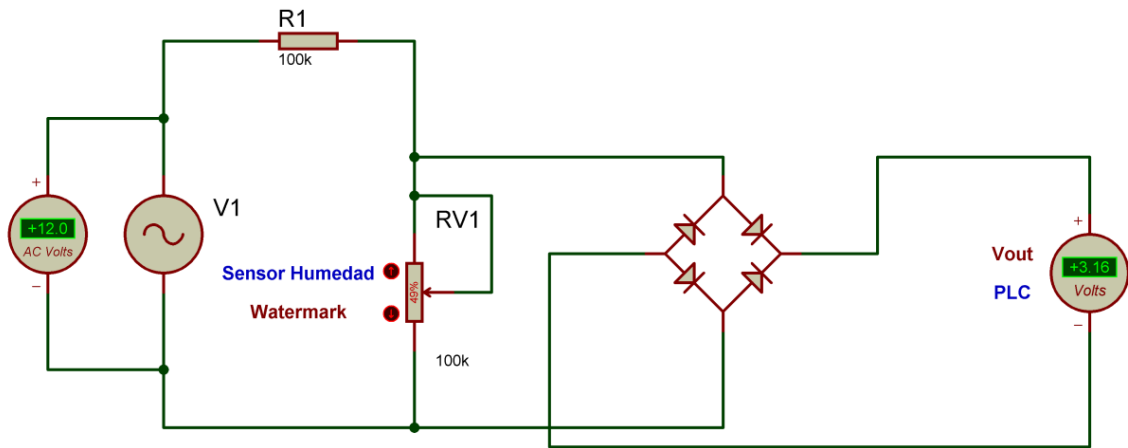 R1
100k
+
+12.0
AC Volts
−
V1
RV1
Sensor Humedad
49%
Watermark
100k
+
Vout
+3.16
Volts
PLC
−